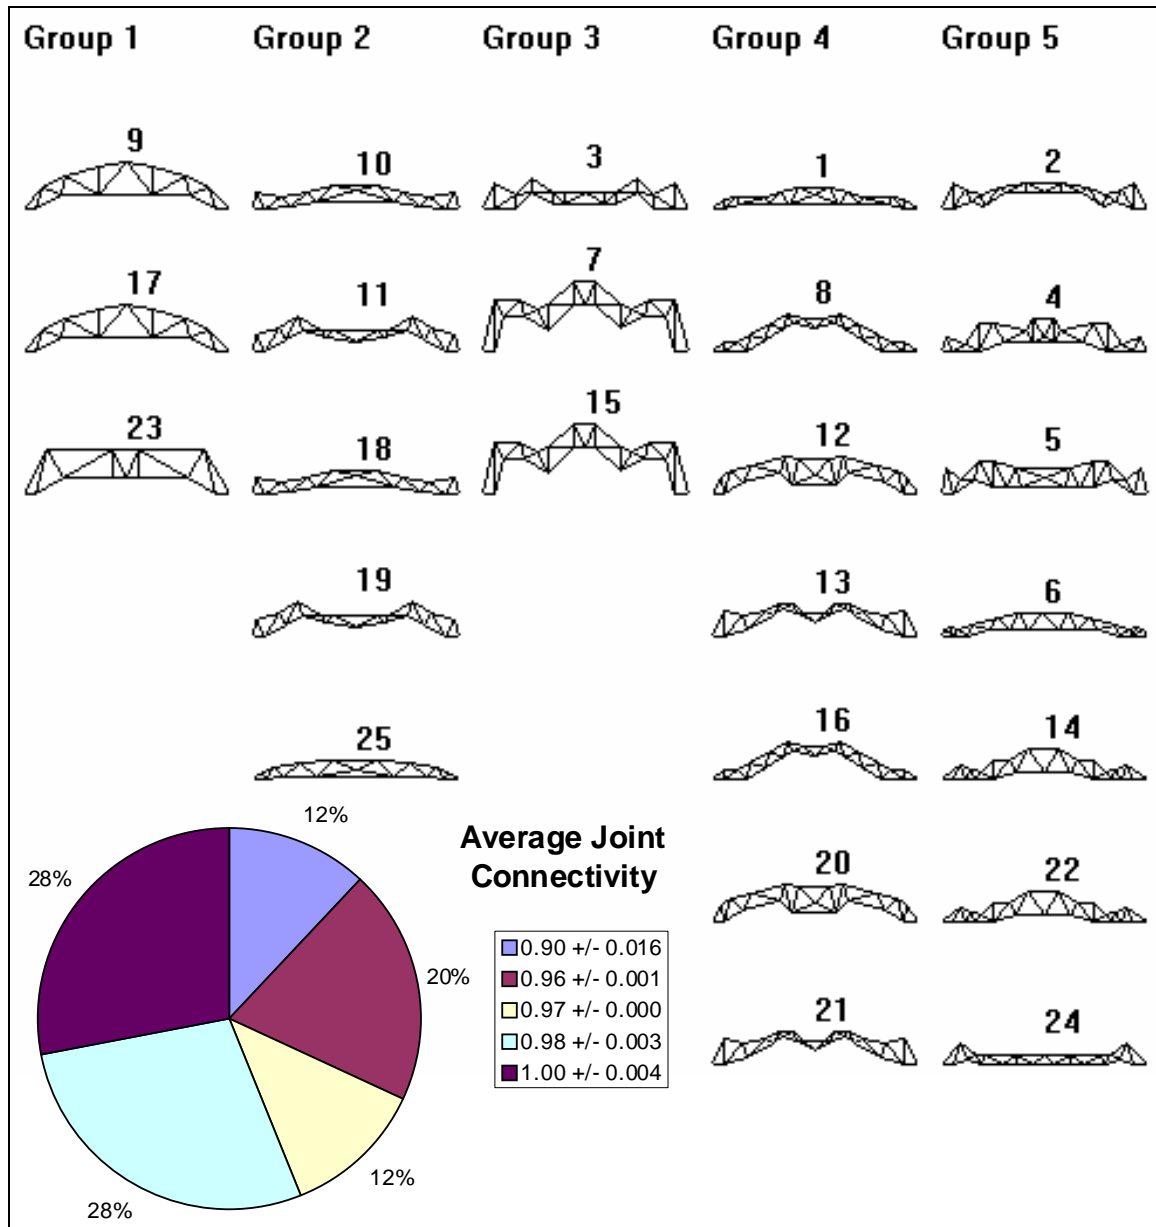 Group 1 Group 2 Group 3 Group 4 Group 5
9 10 3 1 2
17 11 7 8 4
23 18 15 12 5
19 13 6
25 16 14
20 22
21 24
Average Joint
Connectivity
12%
20%
12%
28%
28%
0.90 +/- 0.016
0.96 +/- 0.001
0.97 +/- 0.000
0.98 +/- 0.003
1.00 +/- 0.004